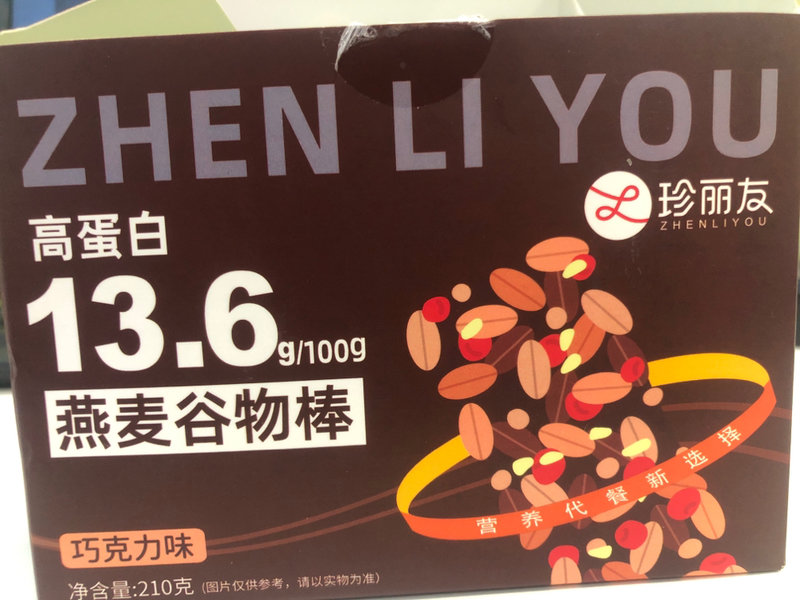 ZHEN LI YOU
珍丽友
ZHENLIYOU
高蛋白
13.6g/100g
燕麦谷物棒
营养代餐新选择
巧克力味
净含量:210克 (图片仅供参考，请以实物为准)